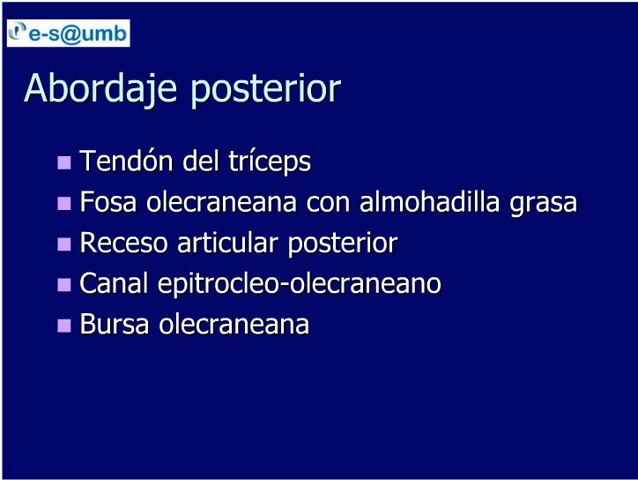 e-s@umb
Abordaje posterior
Tendón del tríceps
Fosa olecraneana con almohadilla grasa
Receso articular posterior
Canal epitrocleo-olecraneano
Bursa olecraneana